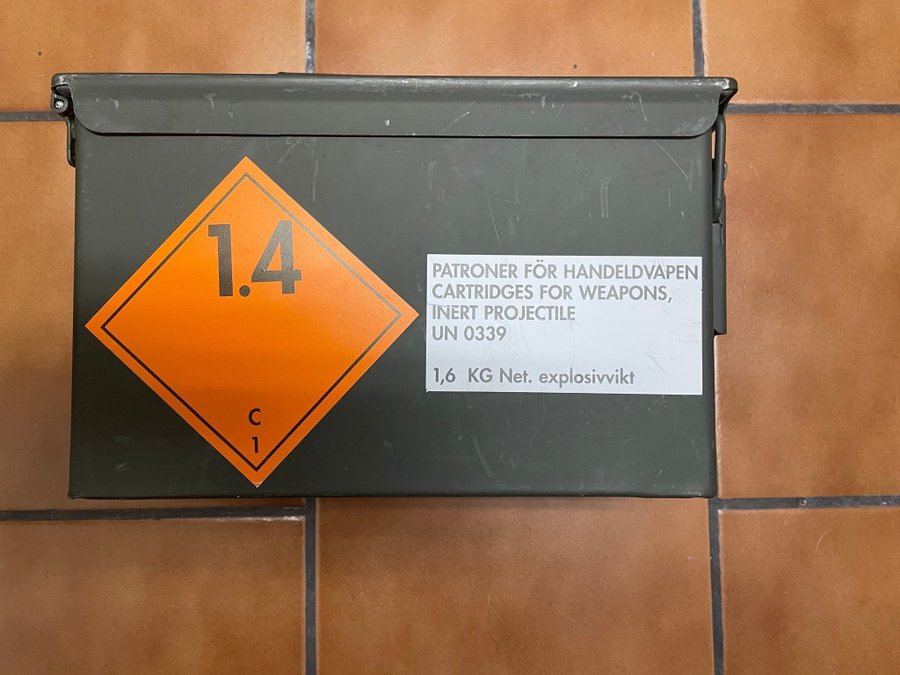 1.4
C
1
PATRONER FÖR HANDELDVAPEN
CARTRIDGES FOR WEAPONS,
INERT PROJECTILE
UN 0339
1,6 KG Net. explosivvikt